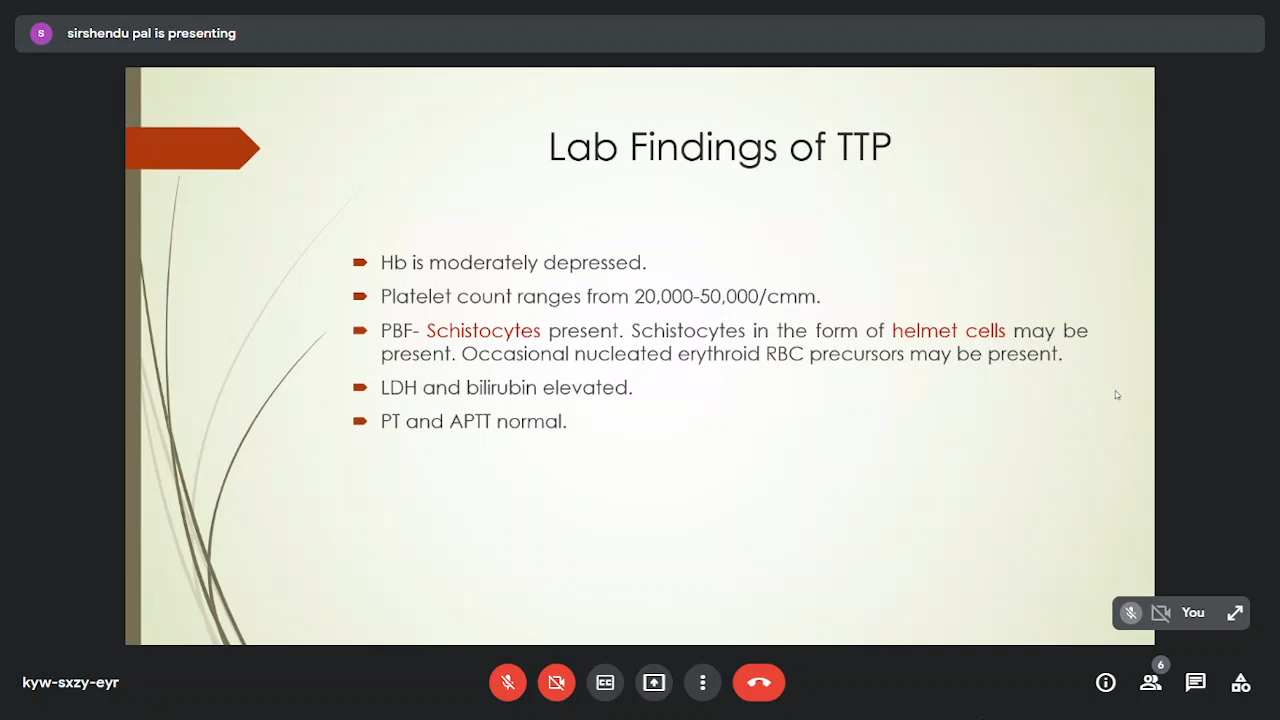 S
sirshendu pal is presenting
Lab Findings of TTP
Hb is moderately depressed.
Platelet count ranges from 20,000-50,000/cmm.
PBF- Schistocytes present. Schistocytes in the form of helmet cells may be
present. Occasional nucleated erythroid RBC precursors may be present.
LDH and bilirubin elevated.
PT and APTT normal.
You
kyw-sxzy-eyr
CC
6